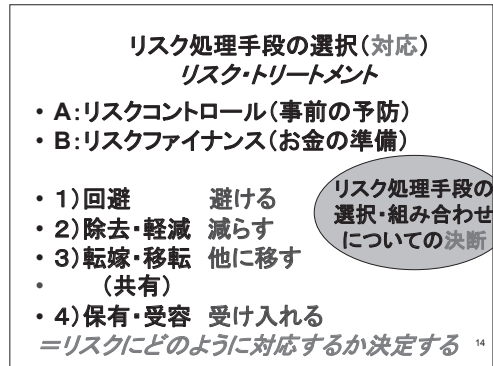 リスク処理手段の選択（対応）
リスク・トリートメント
・ A：リスクコントロール（事前の予防）
・ B：リスクファイナンス（お金の準備）
・ 1）回避　避ける
・ 2）除去・軽減　減らす
・ 3）転嫁・移転　他に移す
・ （共有）
・ 4）保有・受容　受け入れる
＝リスクにどのように対応するか決定する
リスク処理手段の
選択・組み合わせ
についての決断
14